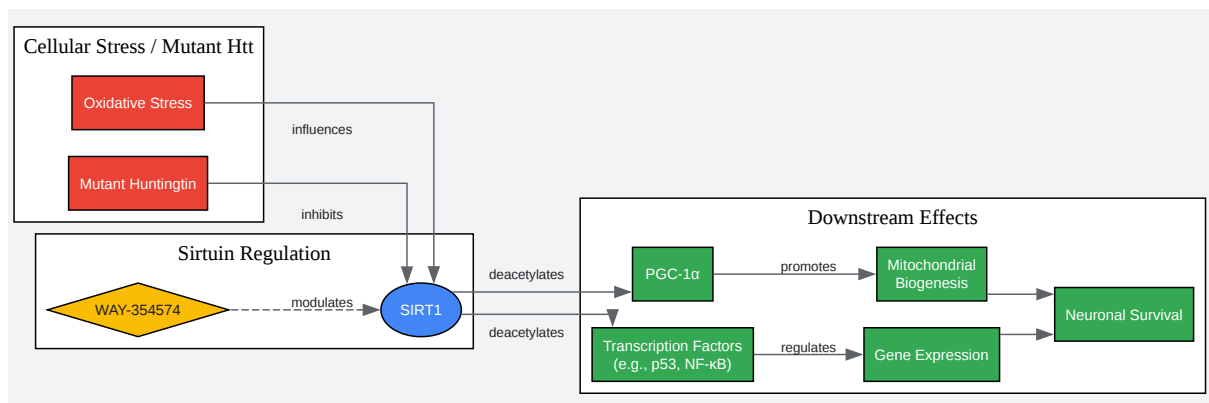 Cellular Stress / Mutant Htt
Oxidative Stress
influences
Mutant Huntingtin
inhibits
Sirtuin Regulation
WAY-354574
modulates
SIRT1
deacetylates
deacetylates
Downstream Effects
PGC-1α
promotes
Mitochondrial
Biogenesis
Transcription Factors
(e.g., p53, NF-κB)
regulates
Gene Expression
Neuronal Survival